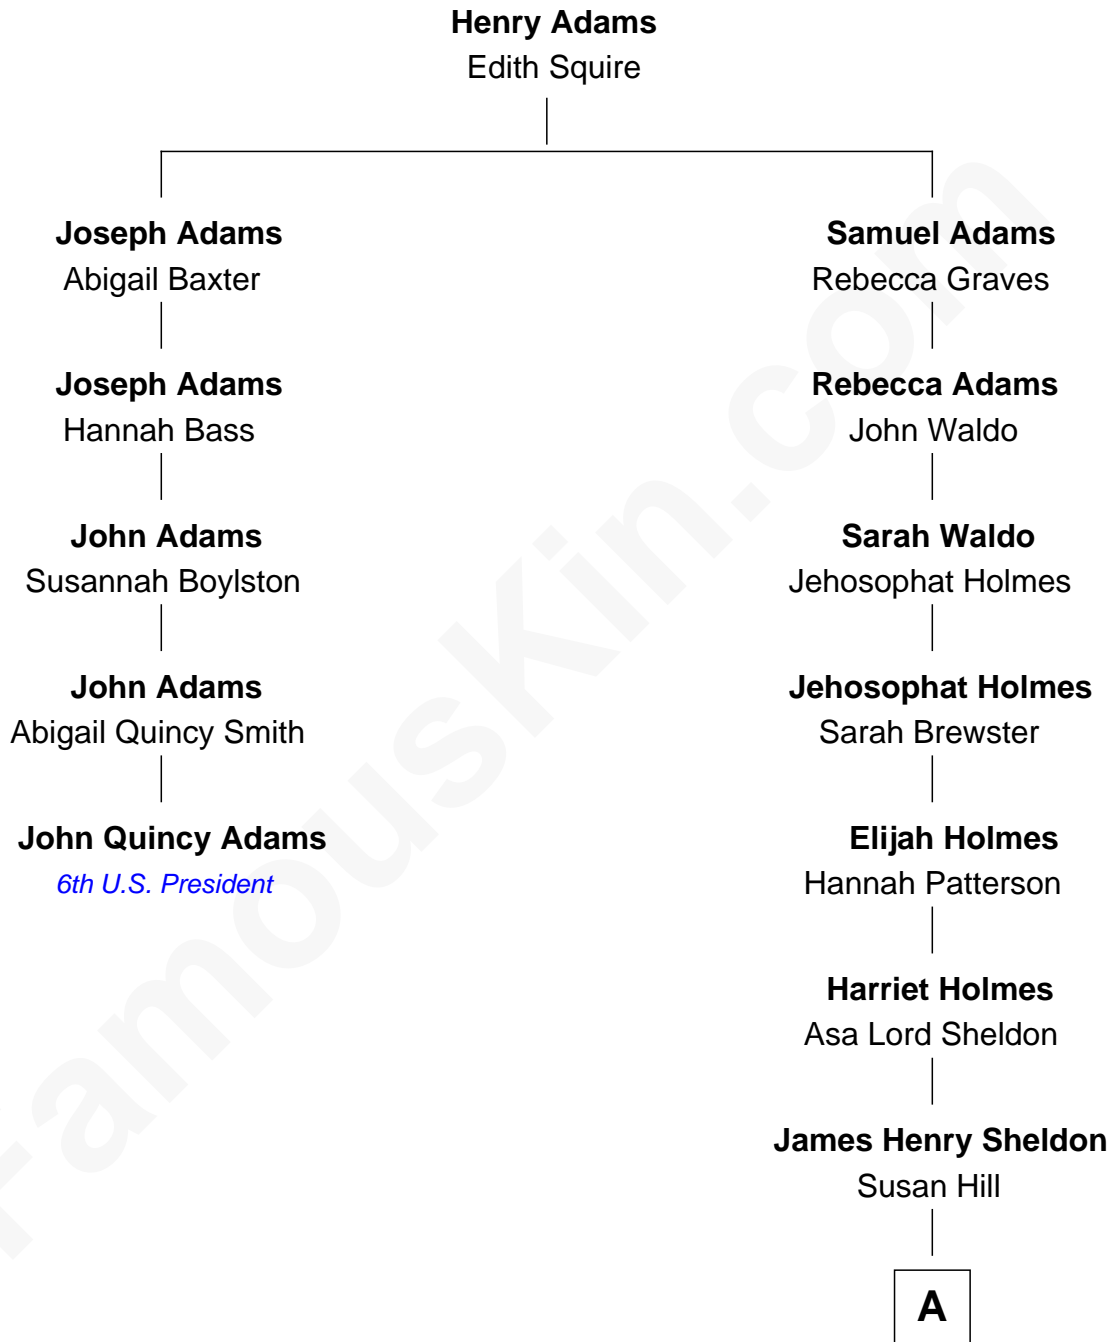 Henry Adams
Edith Squire
Joseph Adams
Abigail Baxter
Joseph Adams
Hannah Bass
John Adams
Susannah Boylston
John Adams
Abigail Quincy Smith
John Quincy Adams
6th U.S. President
Samuel Adams
Rebecca Graves
Rebecca Adams
John Waldo
Sarah Waldo
Jehosophat Holmes
Jehosophat Holmes
Sarah Brewster
Elijah Holmes
Hannah Patterson
Harriet Holmes
Asa Lord Sheldon
James Henry Sheldon
Susan Hill
A
FamousKin.com